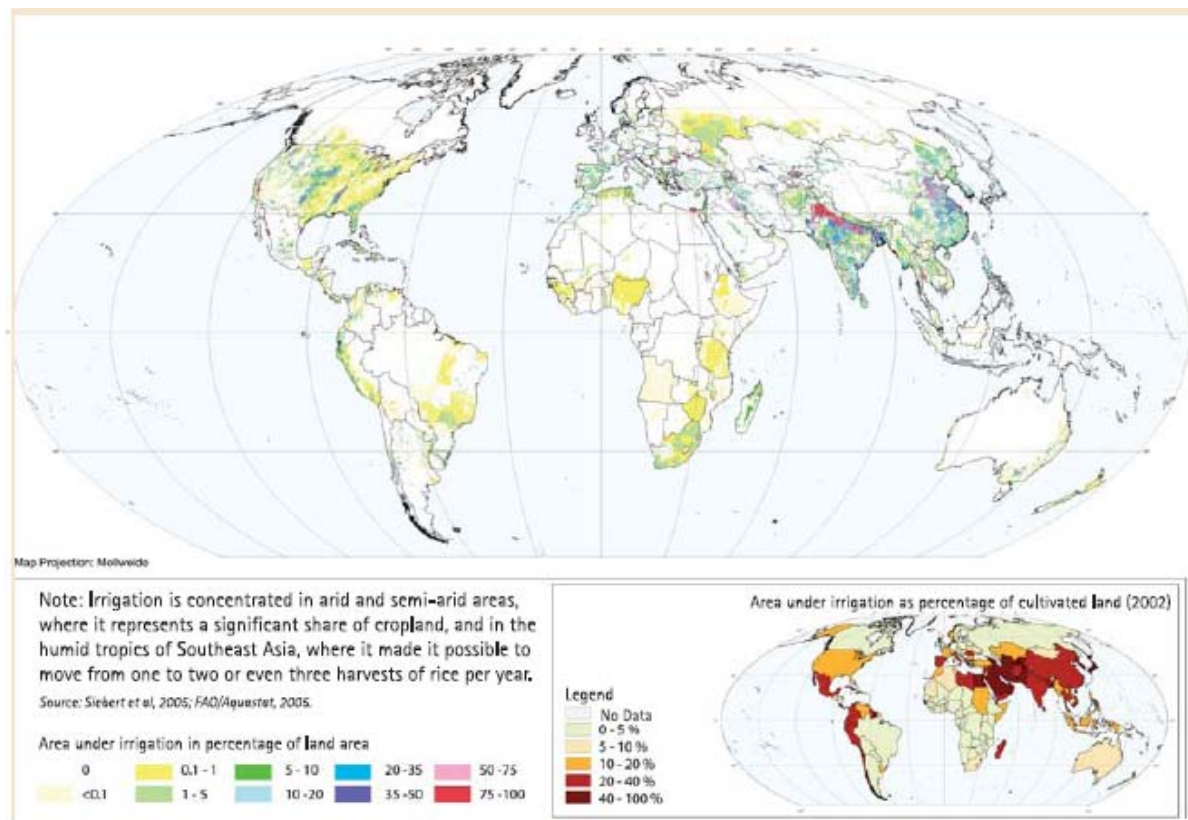 Map Projection: Mollweide
Note: Irrigation is concentrated in arid and semi-arid areas,
where it represents a significant share of cropland, and in the
humid tropics of Southeast Asia, where it made it possible to
move from one to two or even three harvests of rice per year.
Source: Siebert et al, 2005; FAO/Aquastat, 2005.
Area under irrigation in percentage of land area
0
0.1 - 1
5 - 10
20 -35
50 -75
<0.1
1 - 5
10 -20
35 -50
75 -100
Area under irrigation as percentage of cultivated land (2002)
Legend
No Data
0 - 5 %
5 - 10 %
10 - 20 %
20 - 40 %
40 - 100 %